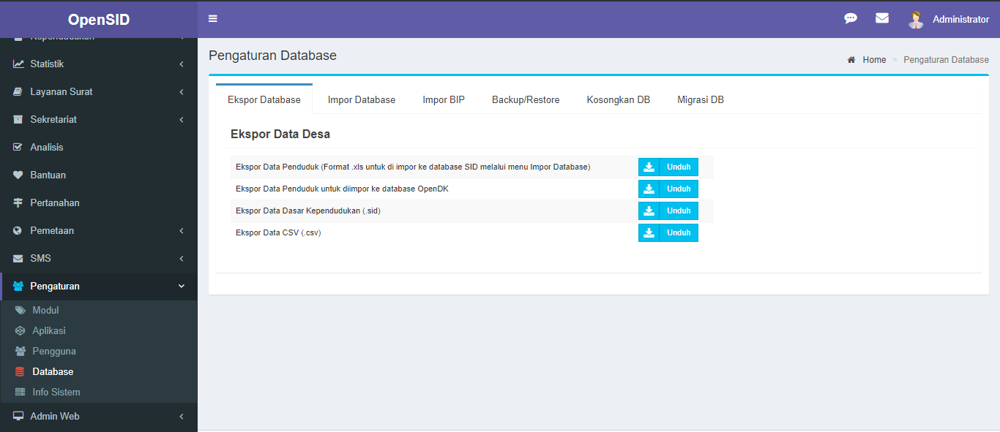 OpenSID
Administrator
Kependudukan
Statistik
Layanan Surat
Sekretariat
Analisis
Bantuan
Pertanahan
Pemetaan
SMS
Pengaturan
Modul
Aplikasi
Pengguna
Database
Info Sistem
Admin Web
Pengaturan Database
Home > Pengaturan Database
Ekspor Database Impor Database Impor BIP Backup/Restore Kosongkan DB Migrasi DB
Ekspor Data Desa
Ekspor Data Penduduk (Format .xls untuk di impor ke database SID melalui menu Impor Database) Unduh
Ekspor Data Penduduk untuk diimpor ke database OpenDK Unduh
Ekspor Data Dasar Kependudukan (.sid) Unduh
Ekspor Data CSV (.csv) Unduh